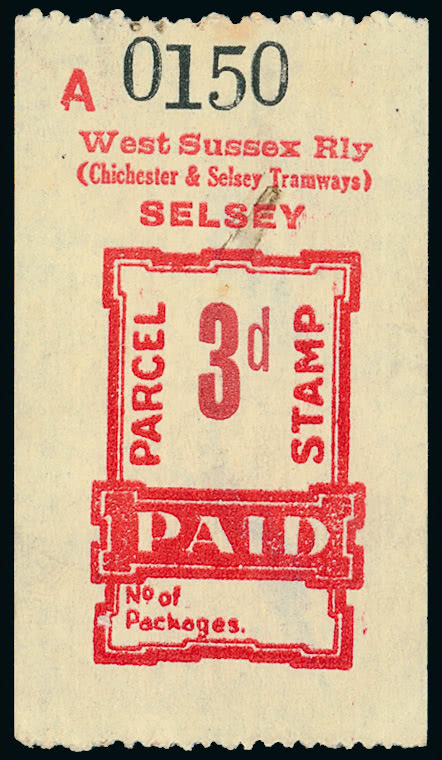 A 0150
West Sussex Rly
(Chichester & Selsey Tramways)
SELSEY
PARCEL
3d
STAMP
PAID
No of
Packages.